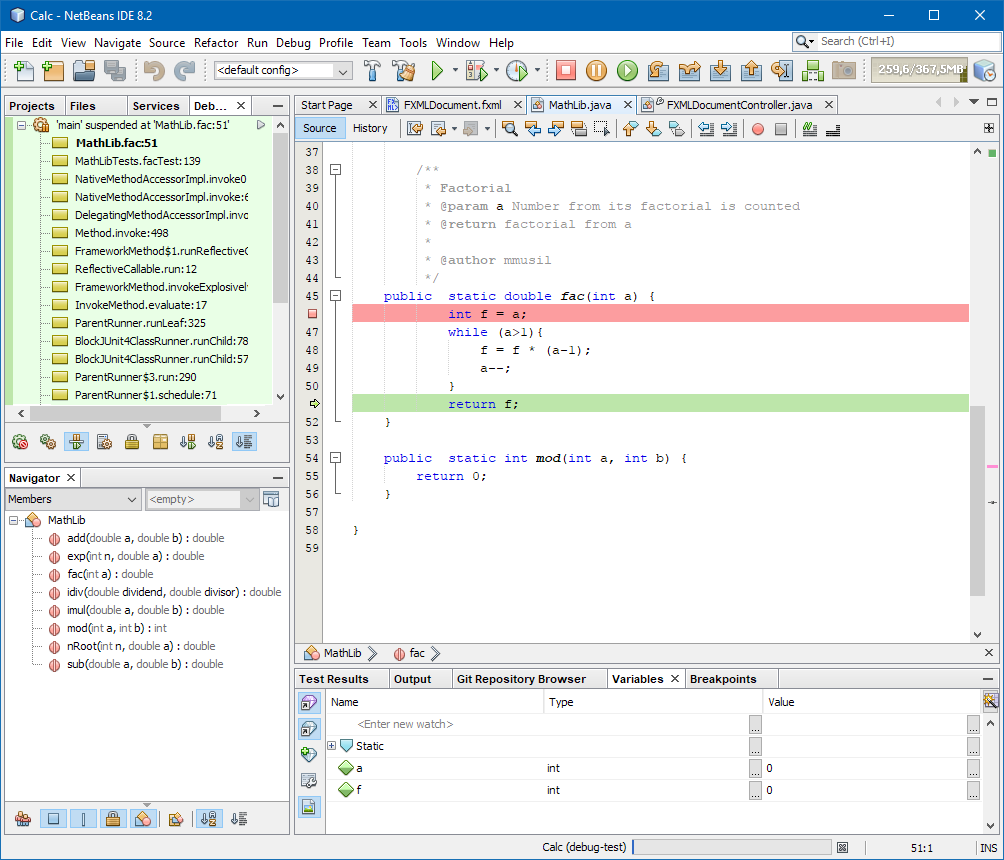 Calc - NetBeans IDE 8.2
File Edit View Navigate Source Refactor Run Debug Profile Team Tools Window Help
Search (Ctrl+I)
<default config>
259,6/367,5MB
Projects Files Services Deb...
'main' suspended at 'MathLib.fac:51'
MathLib.fac:51
MathLibTests.facTest:139
NativeMethodAccessorImpl.invoke0
NativeMethodAccessorImpl.invoke:6
DelegatingMethodAccessorImpl.invo
Method.invoke:498
FrameworkMethod$1.runReflectiveC
ReflectiveCallable.run:12
FrameworkMethod.invokeExplosivel
InvokeMethod.evaluate:17
ParentRunner.runLeaf:325
BlockJUnit4ClassRunner.runChild:78
BlockJUnit4ClassRunner.runChild:57
ParentRunner$3.run:290
ParentRunner$1.schedule:71
Navigator
Members <empty>
MathLib
add(double a, double b) : double
exp(int n, double a) : double
fac(int a) : double
idiv(double dividend, double divisor) : double
imul(double a, double b) : double
mod(int a, int b) : int
nRoot(int n, double a) : double
sub(double a, double b) : double
Start Page FXMLDocument.fxml MathLib.java FXMLDocumentController.java
Source History
37
38 /**
39 * Factorial
40 * @param a Number from its factorial is counted
41 * @return factorial from a
42 *
43 * @author mmusil
44 */
45 public static double fac(int a) {
int f = a;
47 while (a>1){
48 f = f * (a-1);
49 a--;
50 }
return f;
52 }
53
54 public static int mod(int a, int b) {
55 return 0;
56 }
57
58 }
59
MathLib fac
Test Results Output Git Repository Browser Variables Breakpoints
Name Type Value
<Enter new watch> ... ...
Static ... ...
a int ... 0 ...
f int ... 0 ...
Calc (debug-test) 51:1 INS